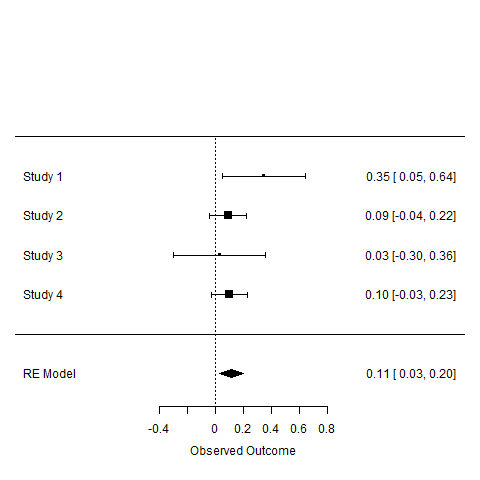 Study 1 0.35 [ 0.05, 0.64]
Study 2 0.09 [-0.04, 0.22]
Study 3 0.03 [-0.30, 0.36]
Study 4 0.10 [-0.03, 0.23]
RE Model 0.11 [ 0.03, 0.20]
-0.4 0 0.2 0.4 0.6 0.8
Observed Outcome